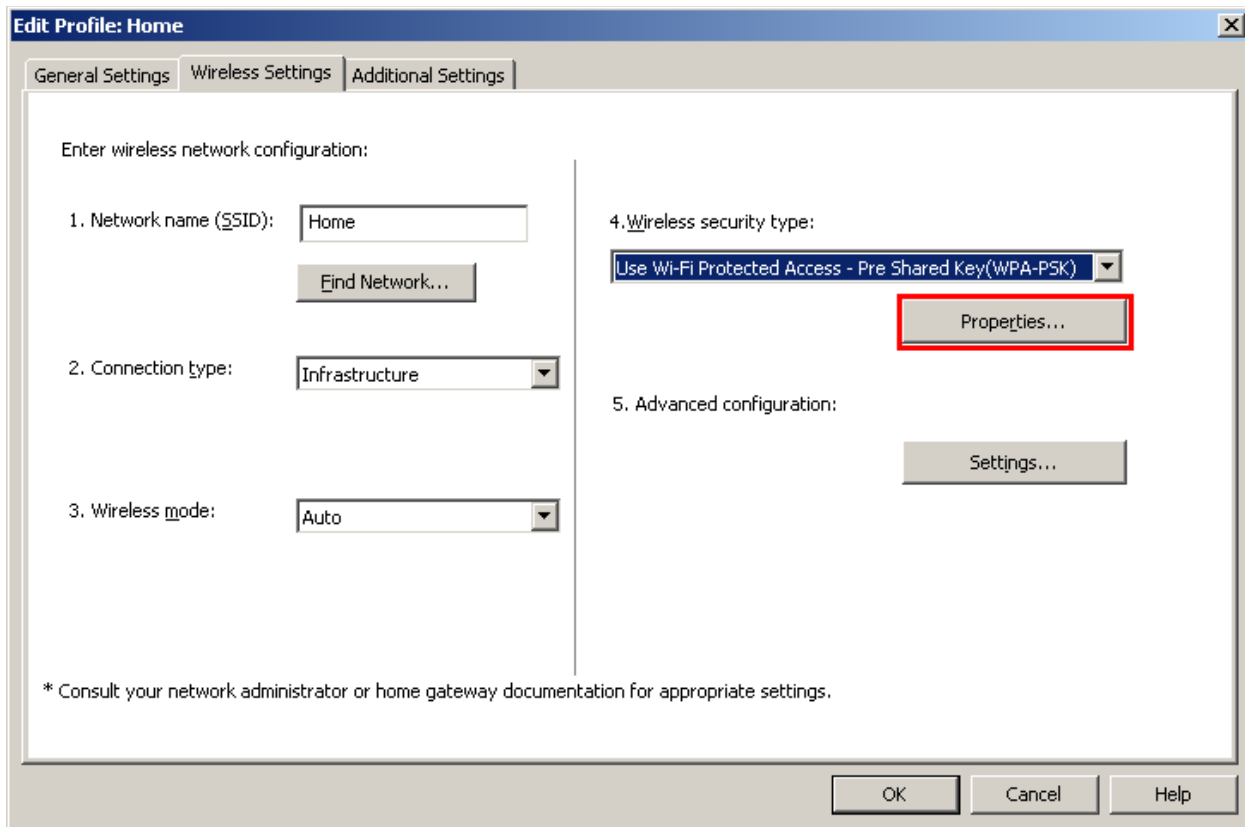 Edit Profile: Home
General Settings
Wireless Settings
Additional Settings
Enter wireless network configuration:
1. Network name (SSID):
Home
Find Network...
2. Connection type:
Infrastructure
3. Wireless mode:
Auto
4.Wireless security type:
Use Wi-Fi Protected Access - Pre Shared Key(WPA-PSK)
Properties...
5. Advanced configuration:
Settings...
* Consult your network administrator or home gateway documentation for appropriate settings.
OK
Cancel
Help